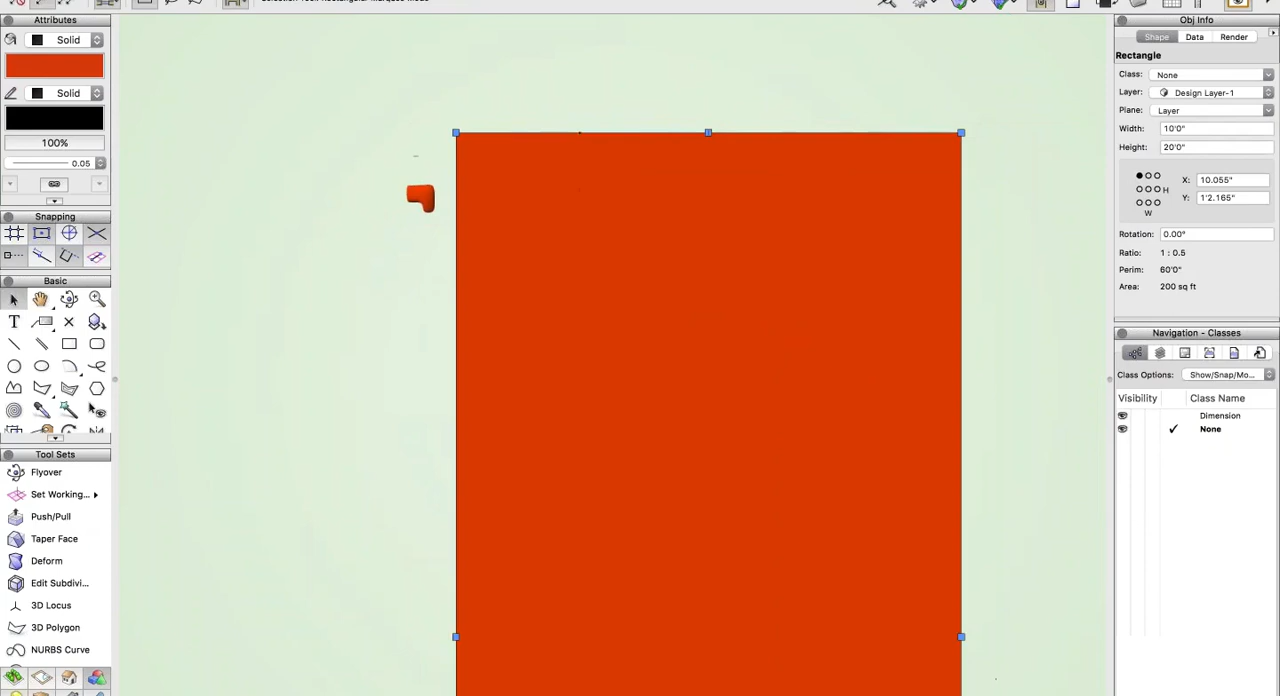 Attributes
Solid
Solid
100%
0.05
Snapping
Basic
Tool Sets
Flyover
Set Working...
Push/Pull
Taper Face
Deform
Edit Subdivi...
3D Locus
3D Polygon
NURBS Curve
Obj Info
Shape Data Render
Rectangle
Class: None
Layer: Design Layer-1
Plane: Layer
Width: 10'0"
Height: 20'0"
X: 10.055"
H
Y: 1'2.165"
W
Rotation: 0.00°
Ratio: 1 : 0.5
Perim: 60'0"
Area: 200 sq ft
Navigation - Classes
Class Options: Show/Snap/Mo...
Visibility Class Name
Dimension
None